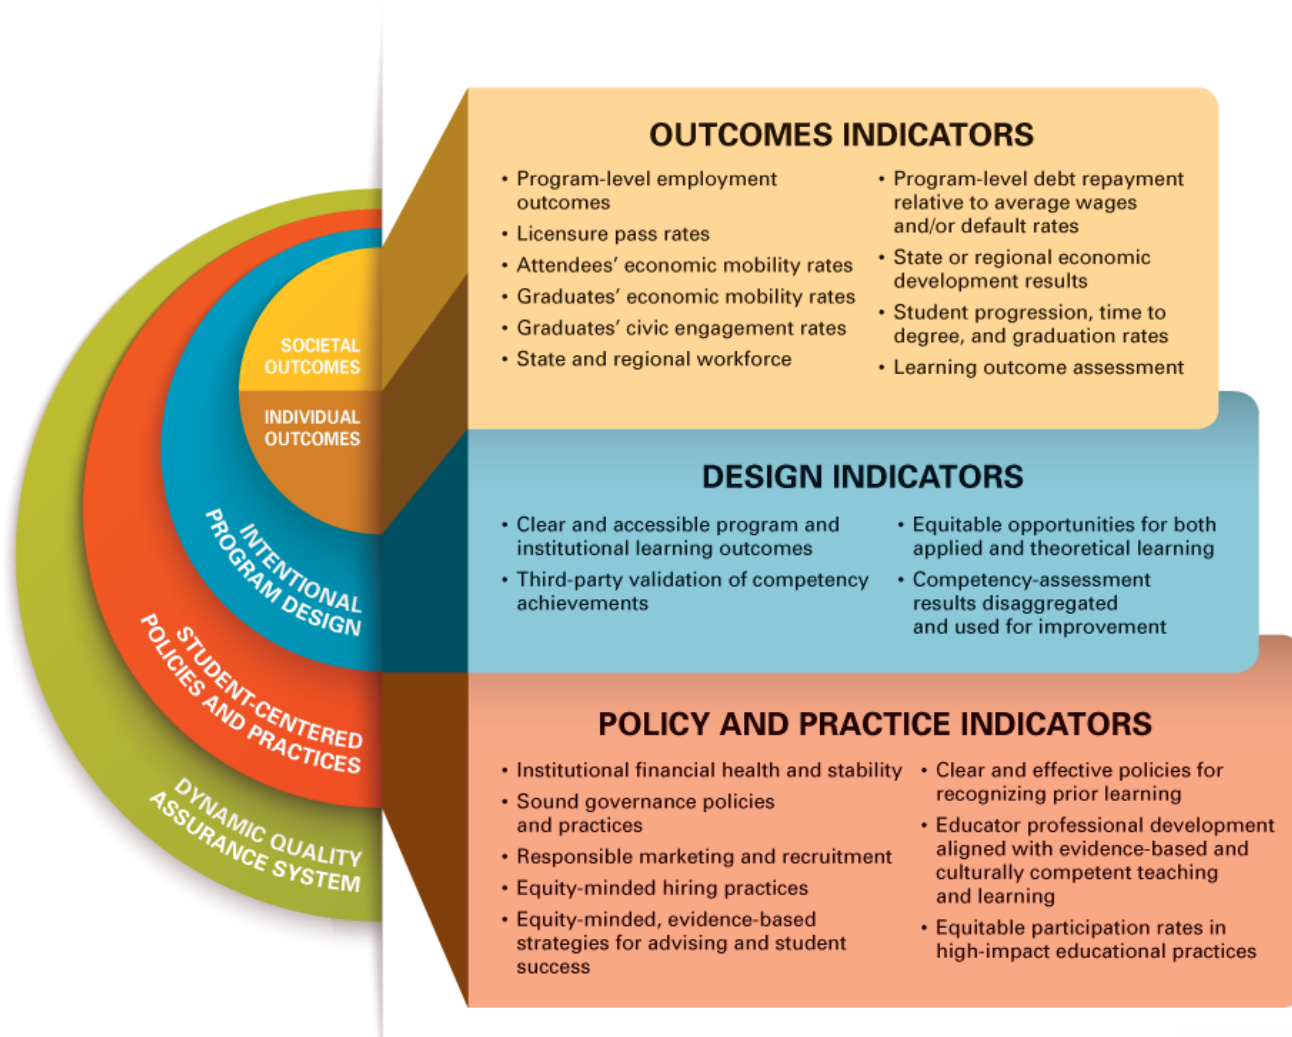 SOCIETAL
OUTCOMES
INDIVIDUAL
OUTCOMES
INTENTIONAL
PROGRAM DESIGN
STUDENT-CENTERED
POLICIES AND PRACTICES
DYNAMIC QUALITY
ASSURANCE SYSTEM
OUTCOMES INDICATORS
• Program-level employment
outcomes
• Licensure pass rates
• Attendees’ economic mobility rates
• Graduates’ economic mobility rates
• Graduates’ civic engagement rates
• State and regional workforce
• Program-level debt repayment
relative to average wages
and/or default rates
• State or regional economic
development results
• Student progression, time to
degree, and graduation rates
• Learning outcome assessment
DESIGN INDICATORS
• Clear and accessible program and
institutional learning outcomes
• Third-party validation of competency
achievements
• Equitable opportunities for both
applied and theoretical learning
• Competency-assessment
results disaggregated
and used for improvement
POLICY AND PRACTICE INDICATORS
• Institutional financial health and stability
• Sound governance policies
and practices
• Responsible marketing and recruitment
• Equity-minded hiring practices
• Equity-minded, evidence-based
strategies for advising and student
success
• Clear and effective policies for
recognizing prior learning
• Educator professional development
aligned with evidence-based and
culturally competent teaching
and learning
• Equitable participation rates in
high-impact educational practices